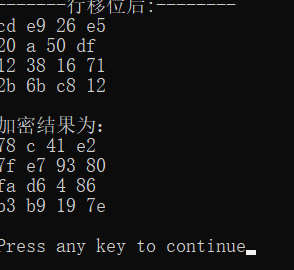 -------行移位后:--------
cd e9 26 e5
20 a 50 df
12 38 16 71
2b 6b c8 12
加密结果为:
78 c 41 e2
7f e7 93 80
fa d6 4 86
b3 b9 19 7e
Press any key to continue